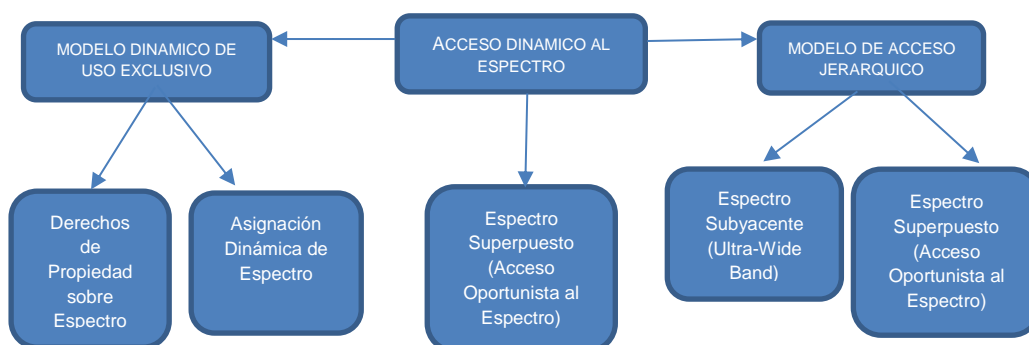 MODELO DINAMICO DE
USO EXCLUSIVO
ACCESO DINAMICO AL
ESPECTRO
MODELO DE ACCESO
JERARQUICO
Derechos
de
Propiedad
sobre
Espectro
Asignación
Dinámica de
Espectro
Espectro
Superpuesto
(Acceso
Oportunista al
Espectro)
Espectro
Subyacente
(Ultra-Wide
Band)
Espectro
Superpuesto
(Acceso
Oportunista al
Espectro)